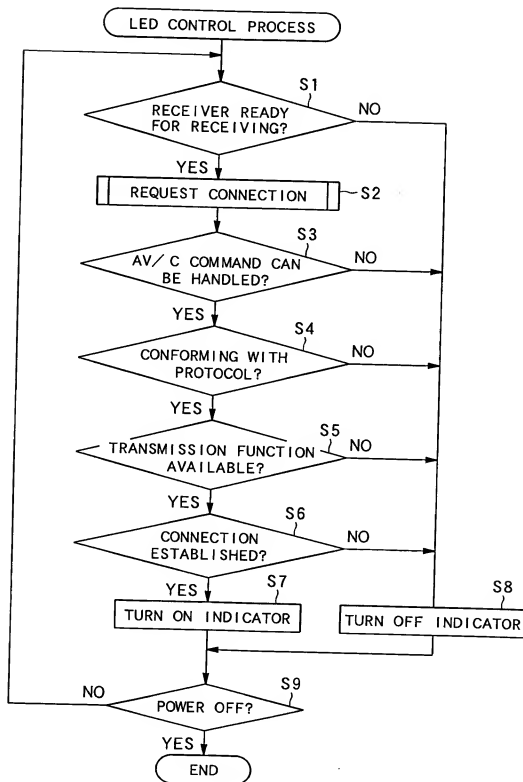 LED CONTROL PROCESS
S1
RECEIVER READY
FOR RECEIVING?
NO
YES
REQUEST CONNECTION
S2
S3
AV/C COMMAND CAN
BE HANDLED?
NO
YES
S4
CONFORMING WITH
PROTOCOL?
NO
YES
S5
TRANSMISSION FUNCTION
AVAILABLE?
NO
YES
S6
CONNECTION
ESTABLISHED?
NO
YES
S7
TURN ON INDICATOR
S8
TURN OFF INDICATOR
S9
NO
POWER OFF?
YES
END